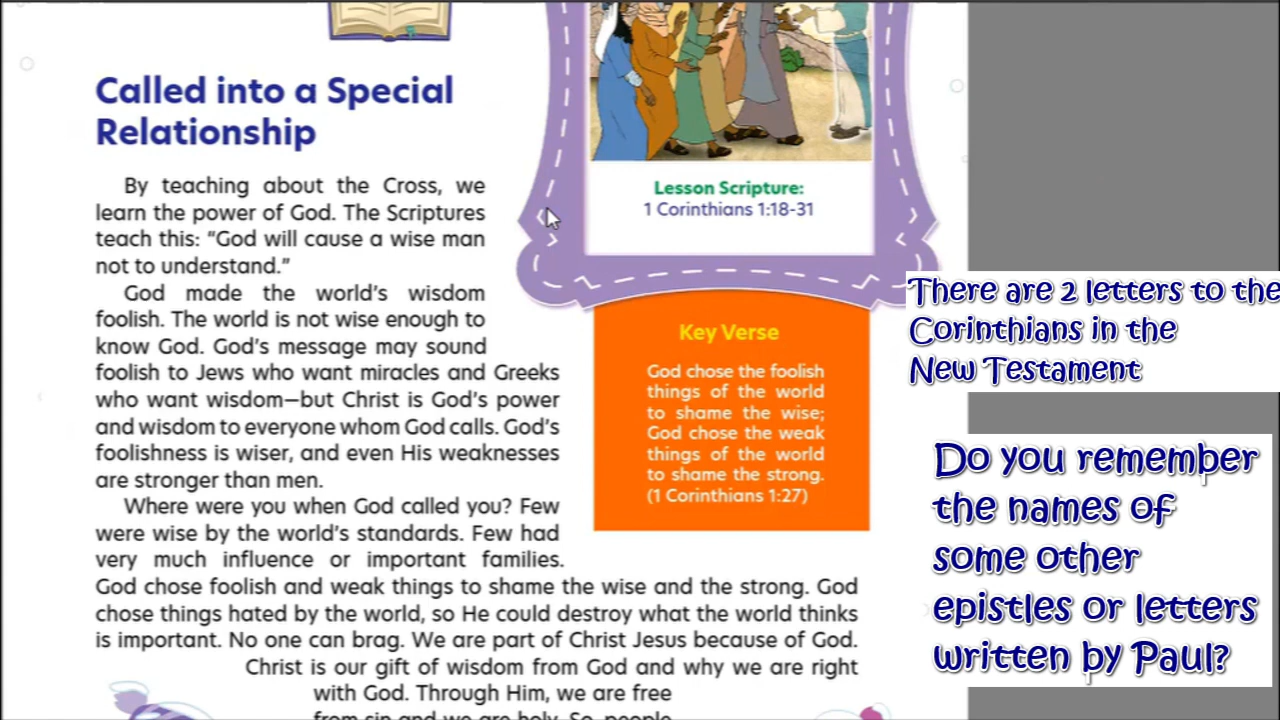 Called into a Special
Relationship
By teaching about the Cross, we
learn the power of God. The Scriptures
teach this: “God will cause a wise man
not to understand.”
God made the world’s wisdom
foolish. The world is not wise enough to
know God. God’s message may sound
foolish to Jews who want miracles and Greeks
who want wisdom—but Christ is God’s power
and wisdom to everyone whom God calls. God’s
foolishness is wiser, and even His weaknesses
are stronger than men.
Where were you when God called you? Few
were wise by the world’s standards. Few had
very much influence or important families.
God chose foolish and weak things to shame the wise and the strong. God
chose things hated by the world, so He could destroy what the world thinks
is important. No one can brag. We are part of Christ Jesus because of God.
Christ is our gift of wisdom from God and why we are right
with God. Through Him, we are free
from sin and we are holy. So, people
Lesson Scripture:
1 Corinthians 1:18-31
Key Verse
God chose the foolish
things of the world
to shame the wise;
God chose the weak
things of the world
to shame the strong.
(1 Corinthians 1:27)
There are 2 letters to the
Corinthians in the
New Testament
Do you remember
the names of
some other
epistles or letters
written by Paul?